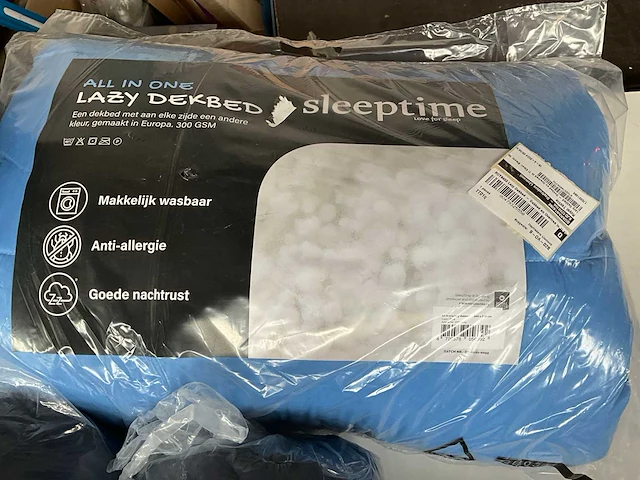 ALL IN ONE
LAZY DEKBED
Een dekbed met aan elke zijde een andere
kleur, gemaakt in Europa. 300 GSM
sleeptime
Love for sleep
Makkelijk wasbaar
Anti-allergie
Goede nachtrust